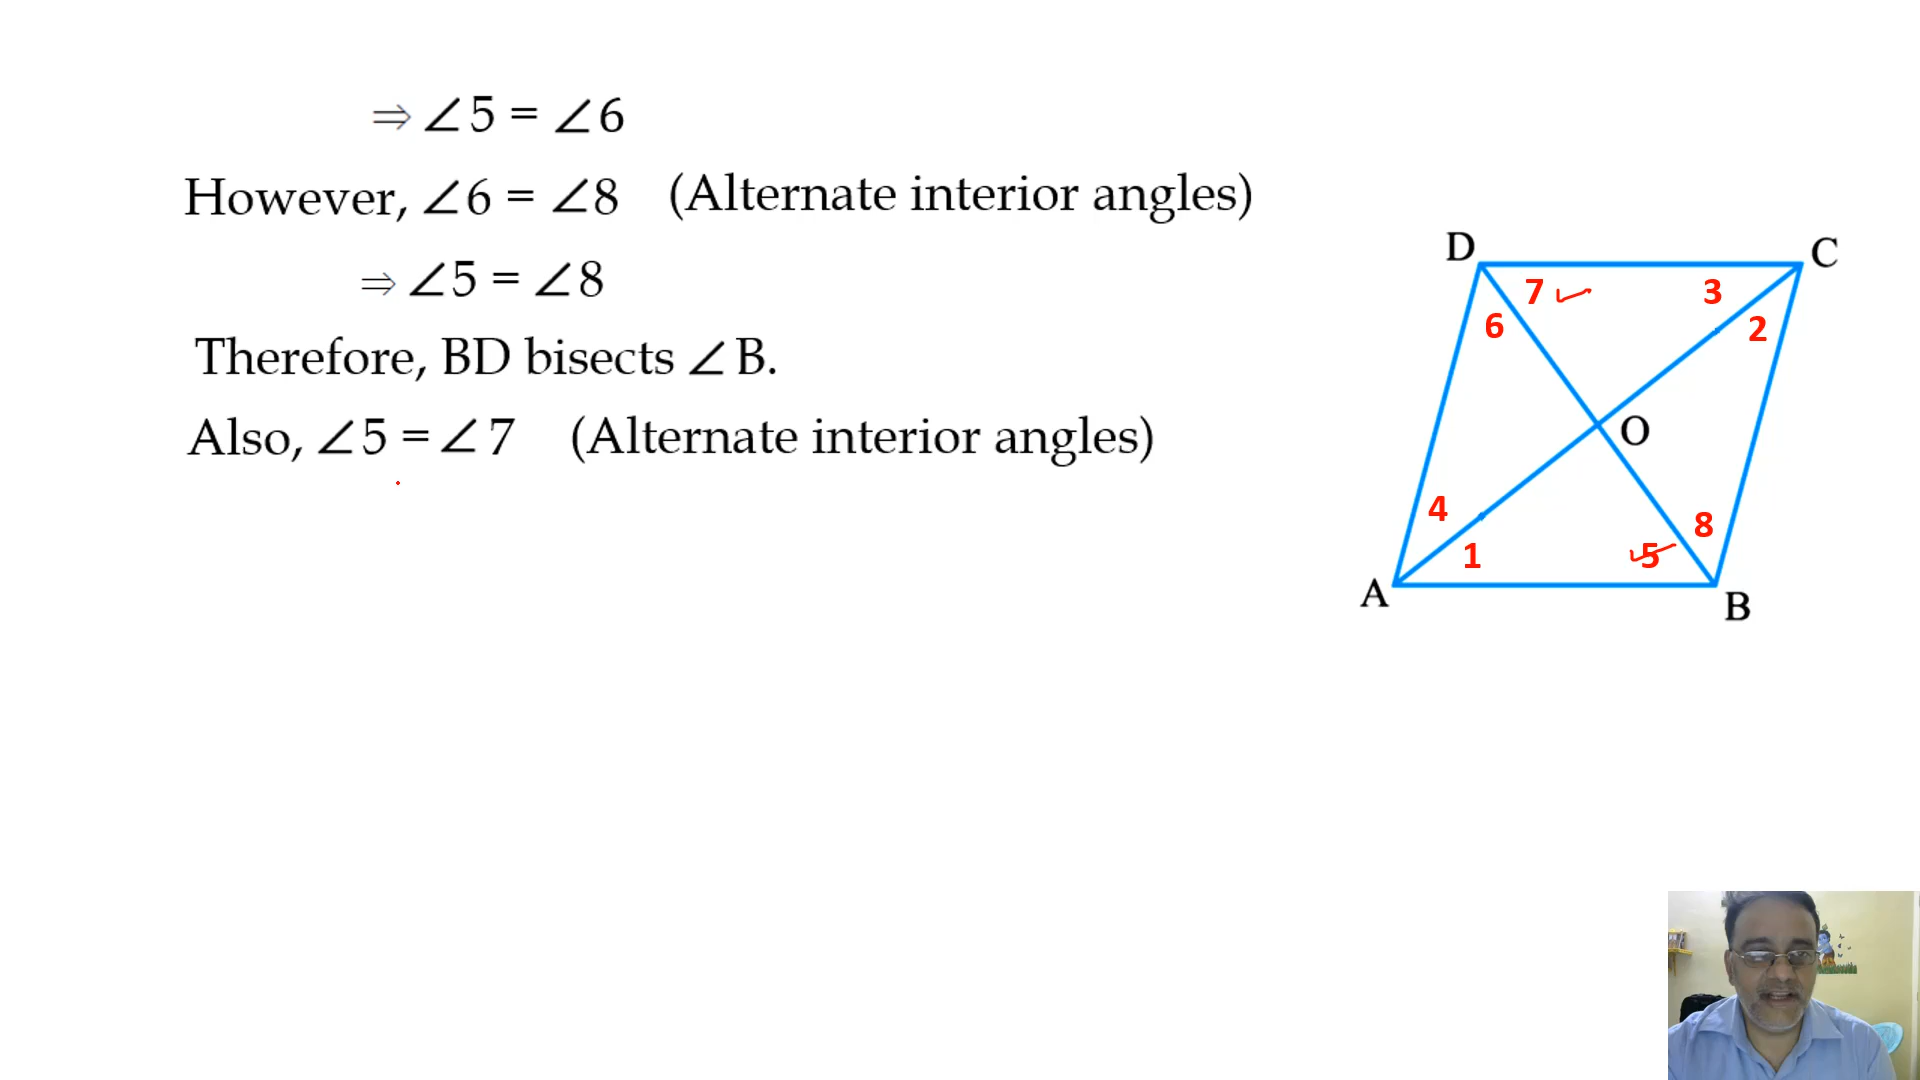 ⇒ ∠5 = ∠6
However, ∠6 = ∠8 (Alternate interior angles)
⇒ ∠5 = ∠8
Therefore, BD bisects ∠B.
Also, ∠5 = ∠7 (Alternate interior angles)
D C
7 3
6 2
O
4 8
1 5
A B